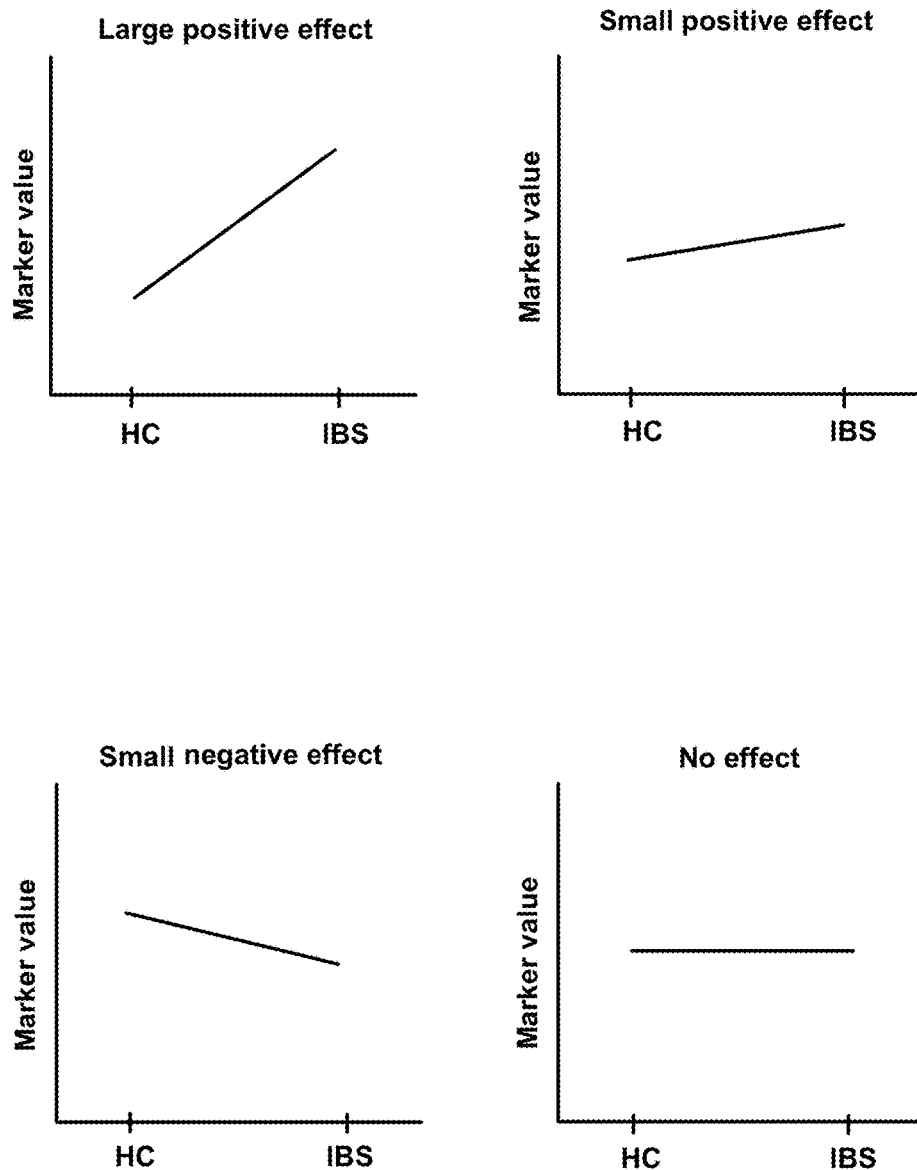 Large positive effect
Marker value
HC
IBS
Small positive effect
Marker value
HC
IBS
Small negative effect
Marker value
HC
IBS
No effect
Marker value
HC
IBS